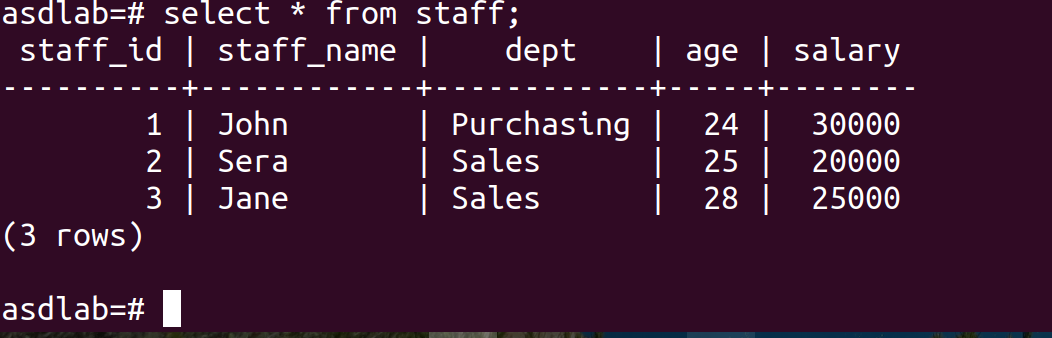 asdlab=# select * from staff;
 staff_id | staff_name |    dept    | age | salary
----------+------------+------------+-----+--------
        1 | John       | Purchasing |  24 |  30000
        2 | Sera       | Sales      |  25 |  20000
        3 | Jane       | Sales      |  28 |  25000
(3 rows)
asdlab=#